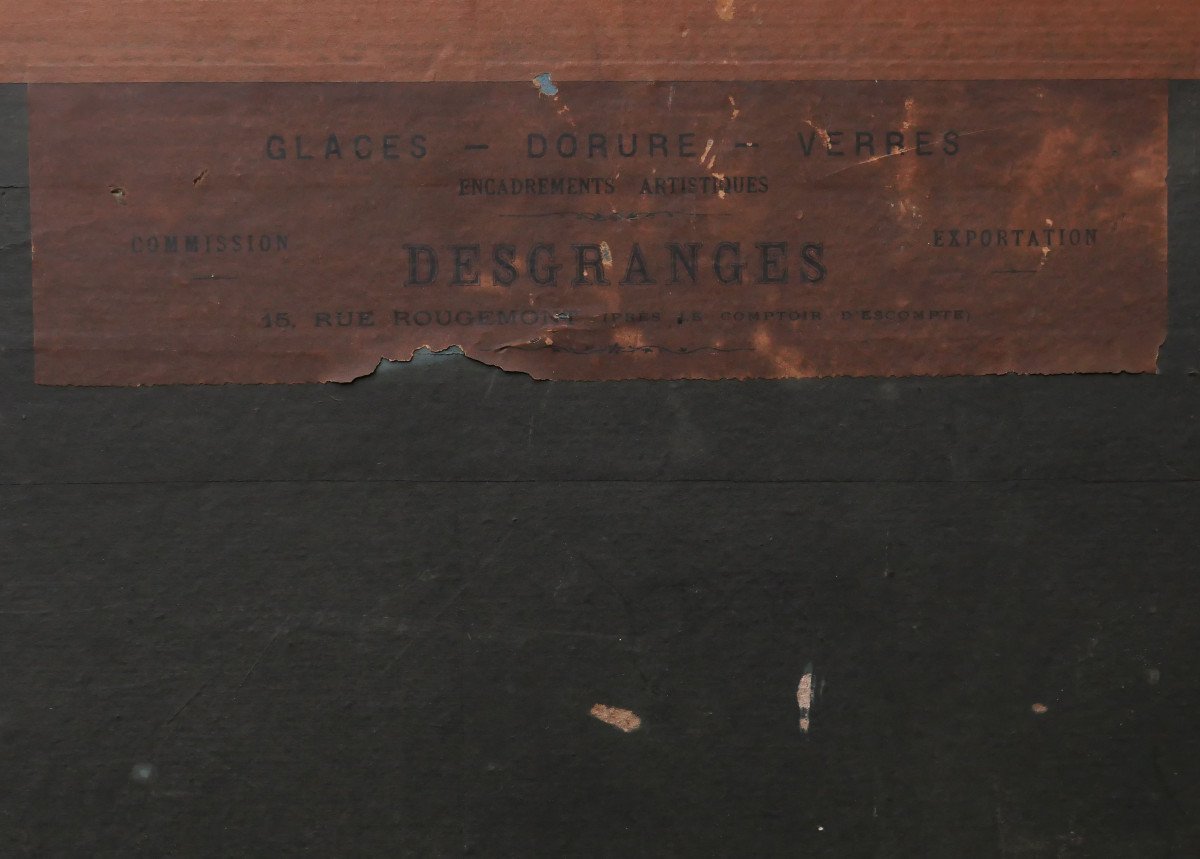 GLACES — DORURE — VERRES
ENCADREMENTS ARTISTIQUES
COMMISSION
DESGRANGES
EXPORTATION
15, RUE ROUGEMONT (PRÈS LE COMPTOIR D'ESCOMPTE)